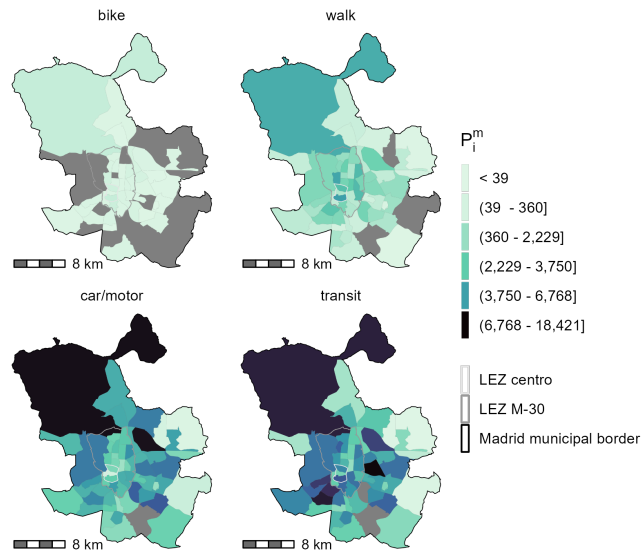 bike
walk
8 km
8 km
car/motor
transit
8 km
8 km
P_i^m
< 39
(39 - 360]
(360 - 2,229]
(2,229 - 3,750]
(3,750 - 6,768]
(6,768 - 18,421]
LEZ centro
LEZ M-30
Madrid municipal border